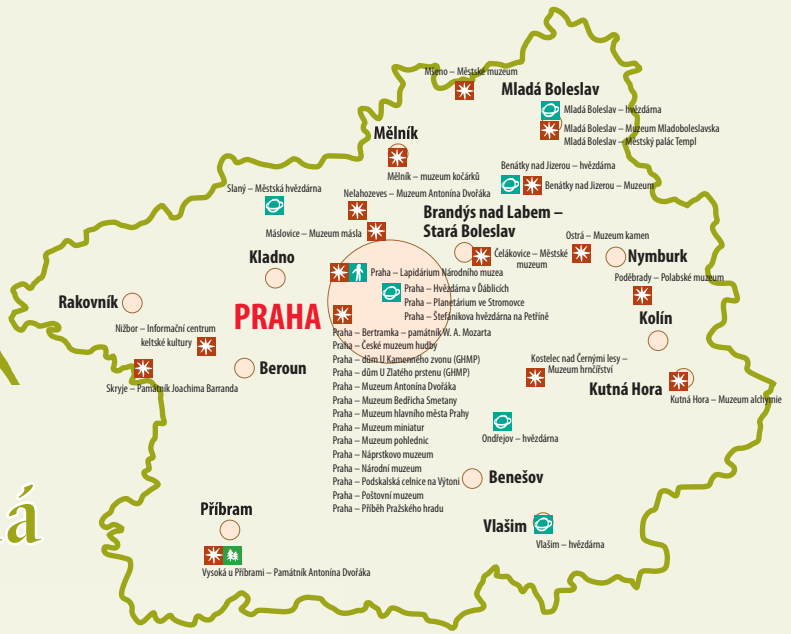 Mšeno – Městské muzeum
Mladá Boleslav
Mladá Boleslav – hvězdárna
Mladá Boleslav – Muzeum Mladoboleslavska
Mladá Boleslav – Městský palác Templ
Mělník
Mělník – muzeum kočárků
Benátky nad Jizerou – hvězdárna
Benátky nad Jizerou – Muzeum
Slaný – Městská hvězdárna
Nelahozeves – Muzeum Antonína Dvořáka
Máslovice – Muzeum másla
Brandýs nad Labem –
Stará Boleslav
Čelákovice – Městské
muzeum
Ostrá – Muzeum kamen
Nymburk
Poděbrady – Polabské muzeum
Kladno
Praha – Lapidárium Národního muzea
Praha – Hvězdárna v Ďáblicích
Praha – Planetárium ve Stromovce
Praha – Štefánikova hvězdárna na Petříně
Rakovník
PRAHA
Kolín
Nižbor – Informační centrum
keltské kultury
Beroun
Skryje – Památník Joachima Barranda
Praha – Bertramka – památník W. A. Mozarta
Praha – České muzeum hudby
Praha – dům U Kamenného zvonu (GHMP)
Praha – dům U Zlatého prstenu (GHMP)
Praha – Muzeum Antonína Dvořáka
Praha – Muzeum Bedřicha Smetany
Praha – Muzeum hlavního města Prahy
Praha – Muzeum miniatur
Praha – Muzeum pohlednic
Praha – Náprstkovo muzeum
Praha – Národní muzeum
Praha – Podskalská celnice na Výtoni
Praha – Poštovní muzeum
Praha – Příběh Pražského hradu
Kostelec nad Černými lesy –
Muzeum hrnčířství
Kutná Hora
Kutná Hora – Muzeum alchymie
Ondřejov – hvězdárna
Benešov
Vlašim
Vlašim – hvězdárna
Příbram
Vysoká u Příbrami – Památník Antonína Dvořáka
á